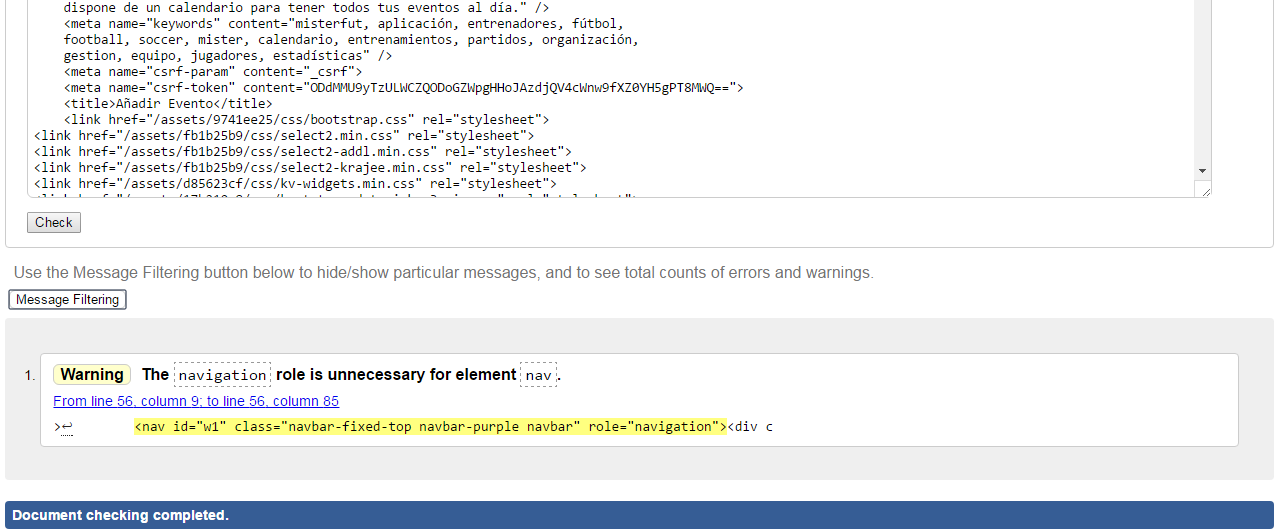 dispone de un calendario para tener todos tus eventos al día." />
<meta name="keywords" content="misterfut, aplicación, entrenadores, fútbol,
football, soccer, mister, calendario, entrenamientos, partidos, organización,
gestion, equipo, jugadores, estadísticas" />
<meta name="csrf-param" content="_csrf">
<meta name="csrf-token" content="ODdMMU9yTzULWCZQODoGZWpgHHoJAzdjQV4cWnw9fXZ0YH5gPT8MWQ==">
<title>Añadir Evento</title>
<link href="/assets/9741ee25/css/bootstrap.css" rel="stylesheet">
<link href="/assets/fb1b25b9/css/select2.min.css" rel="stylesheet">
<link href="/assets/fb1b25b9/css/select2-addl.min.css" rel="stylesheet">
<link href="/assets/fb1b25b9/css/select2-krajee.min.css" rel="stylesheet">
<link href="/assets/d85623cf/css/kv-widgets.min.css" rel="stylesheet">
Check
Use the Message Filtering button below to hide/show particular messages, and to see total counts of errors and warnings.
Message Filtering
1. Warning The navigation role is unnecessary for element nav.
From line 56, column 9; to line 56, column 85
>↩ <nav id="w1" class="navbar-fixed-top navbar-purple navbar" role="navigation"><div c
Document checking completed.